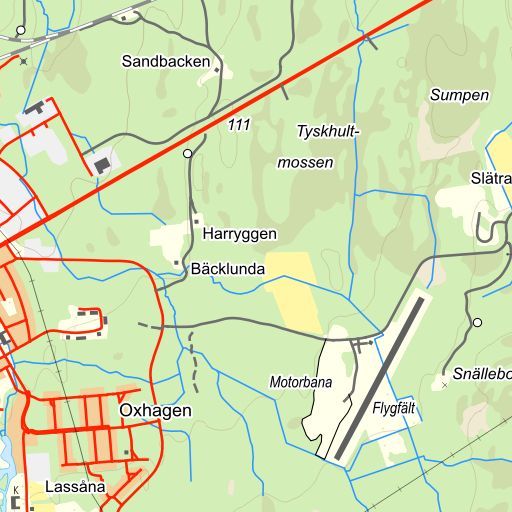 Sandbacken
Sumpen
111
Tyskhult-
mossen
Slätra
Harryggen
Bäcklunda
Motorbana
Snällebo
Flygfält
Oxhagen
Lassåna
K